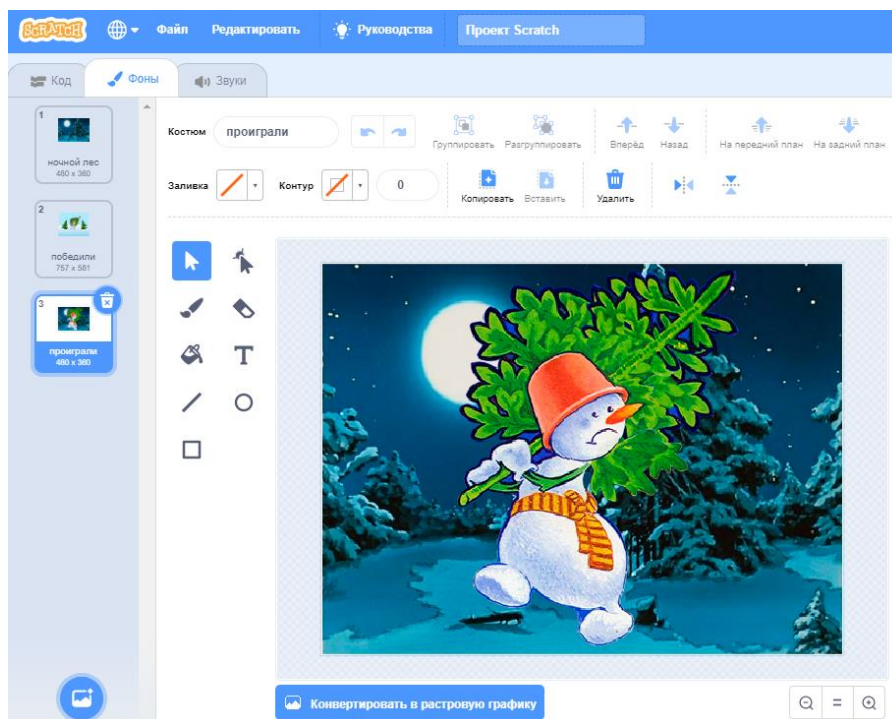 SCRATCH Файл Редактировать Руководства Проект Scratch
Код Фоны Звуки
1
ночной лес
480 x 360
2
победили
757 x 581
3
проиграли
480 x 360
Костюм проиграли Группировать Разгруппировать Вперёд Назад На передний план На задний план
Заливка Контур 0 Копировать Вставить Удалить
T
Конвертировать в растровую графику